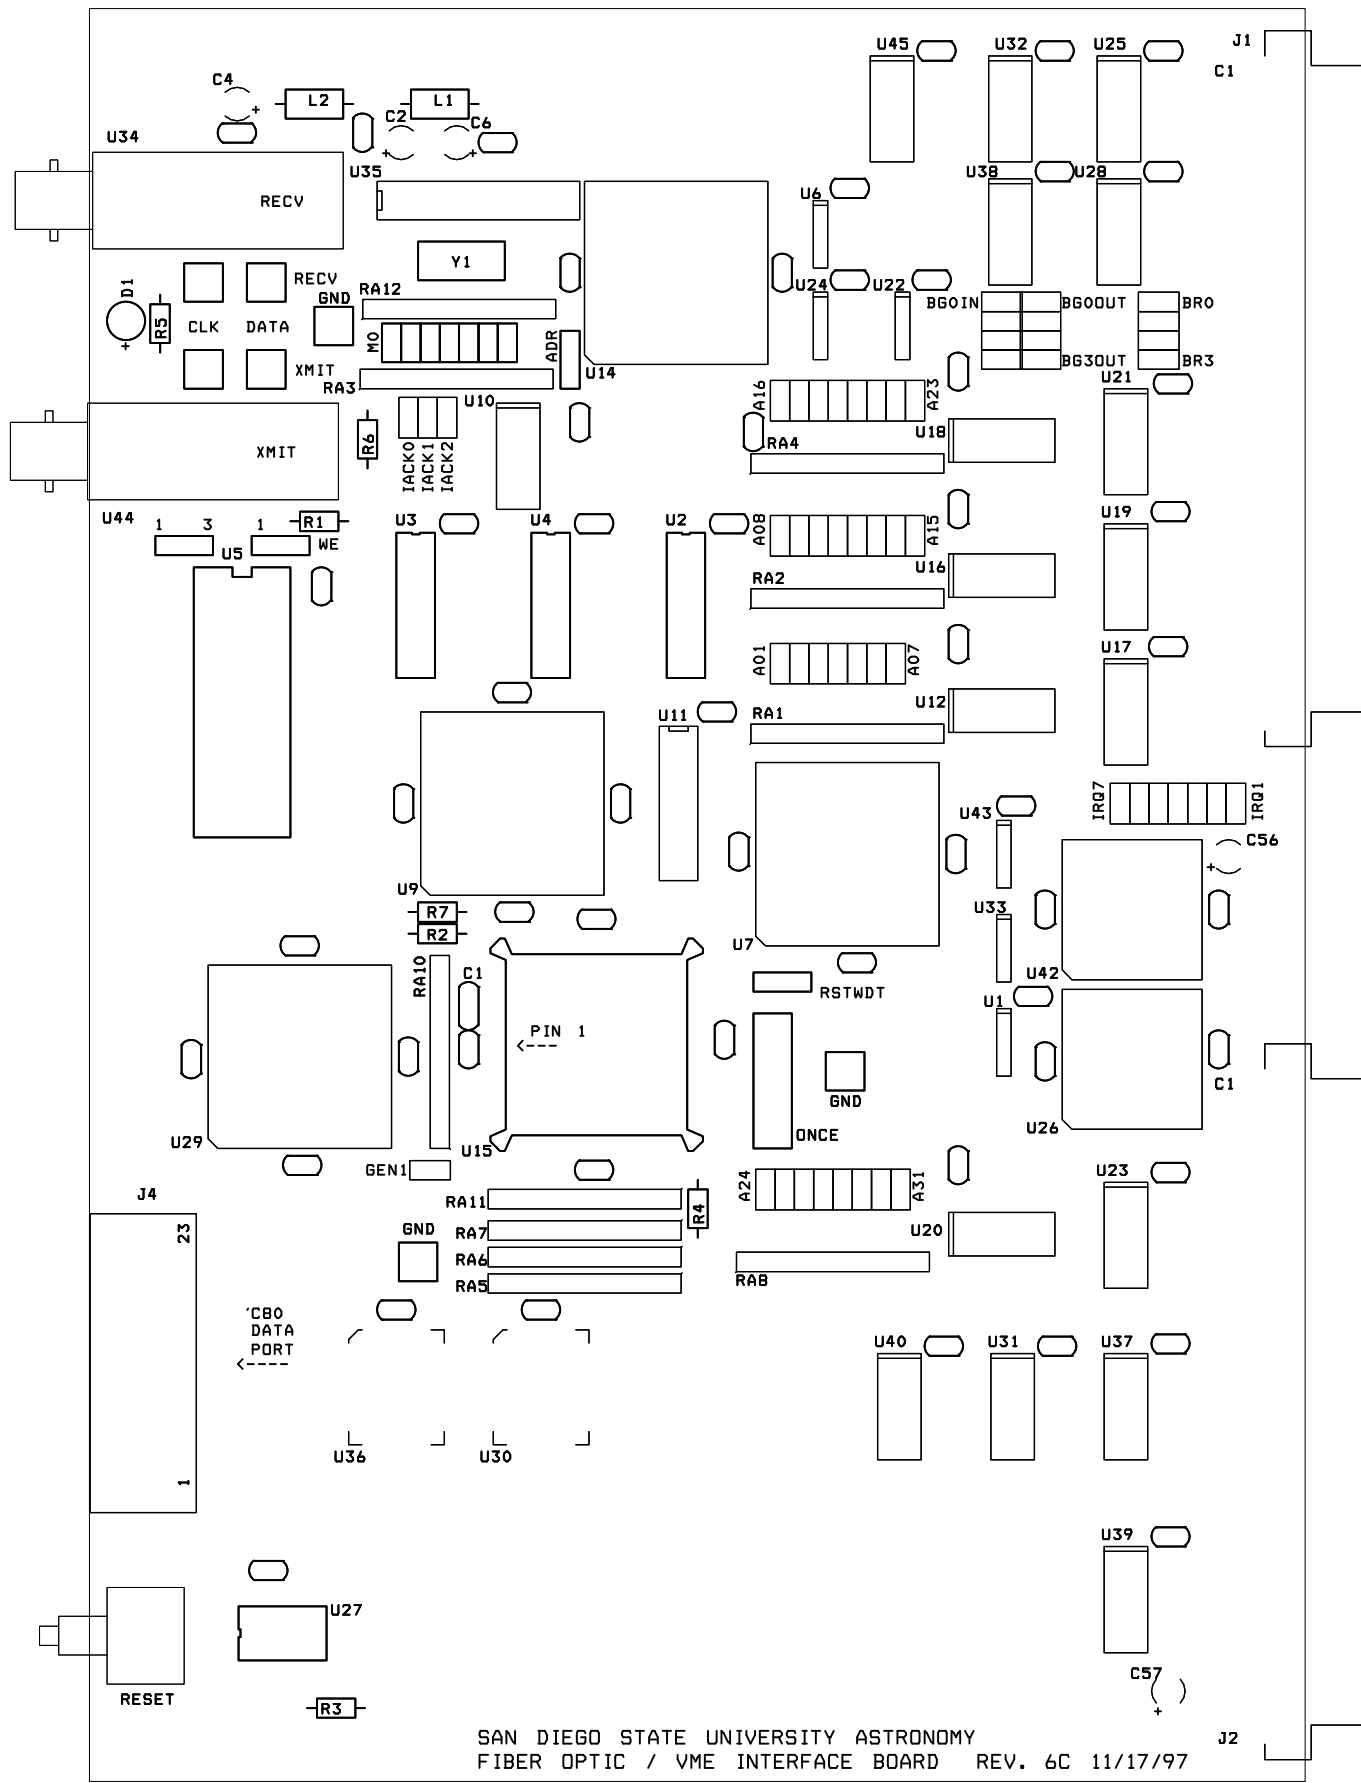 U45
U32
U25
J1
C1
C4
L2
L1
C2
C6
U34
U35
RECV
U6
U38
U28
Y1
D1
RECV
GND
RA12
U24
U22
BG0IN
BG0OUT
BR0
R5
CLK
DATA
M0
ADR
XMIT
RA3
U14
BG3OUT
BR3
U21
A16
A23
U10
U18
R6
XMIT
IACK0
IACK1
IACK2
RA4
U44
1
3
1
R1
WE
U5
U3
U4
U2
A08
A15
U19
U16
RA2
A01
A07
U17
U12
RA1
U11
IRQ7
IRQ1
U43
C56
U9
R7
R2
U33
U7
RA10
C1
U42
RSTWDT
U1
PIN 1
<----
GND
C1
ONCE
U26
U29
U15
GEN1
A24
A31
U23
J4
RA11
R4
23
GND
RA7
U20
RA6
RA5
RA8
'C80
DATA
PORT
<----
U40
U31
U37
U36
U30
1
U39
U27
C57
RESET
R3
SAN DIEGO STATE UNIVERSITY ASTRONOMY
J2
FIBER OPTIC / VME INTERFACE BOARD REV. 6C 11/17/97